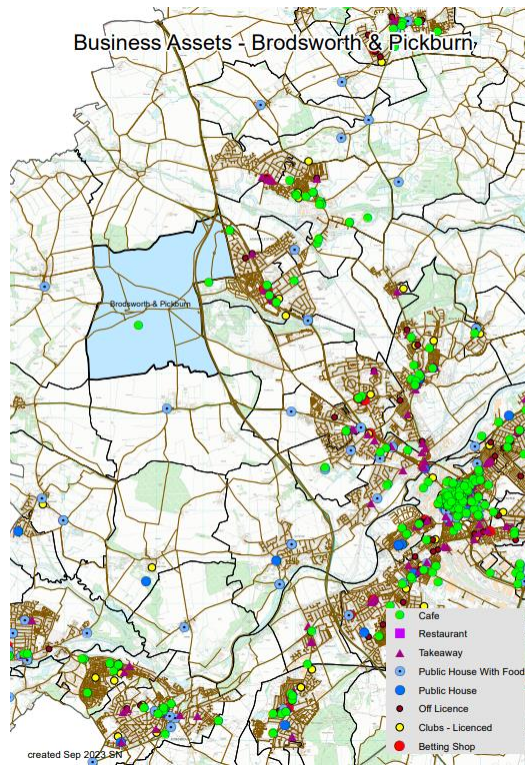 Business Assets - Brodsworth & Pickburn
Brodsworth & Pickburn
Cafe
Restaurant
Takeaway
Public House With Food
Public House
Off Licence
Clubs - Licenced
Betting Shop
created Sep 2023 SN